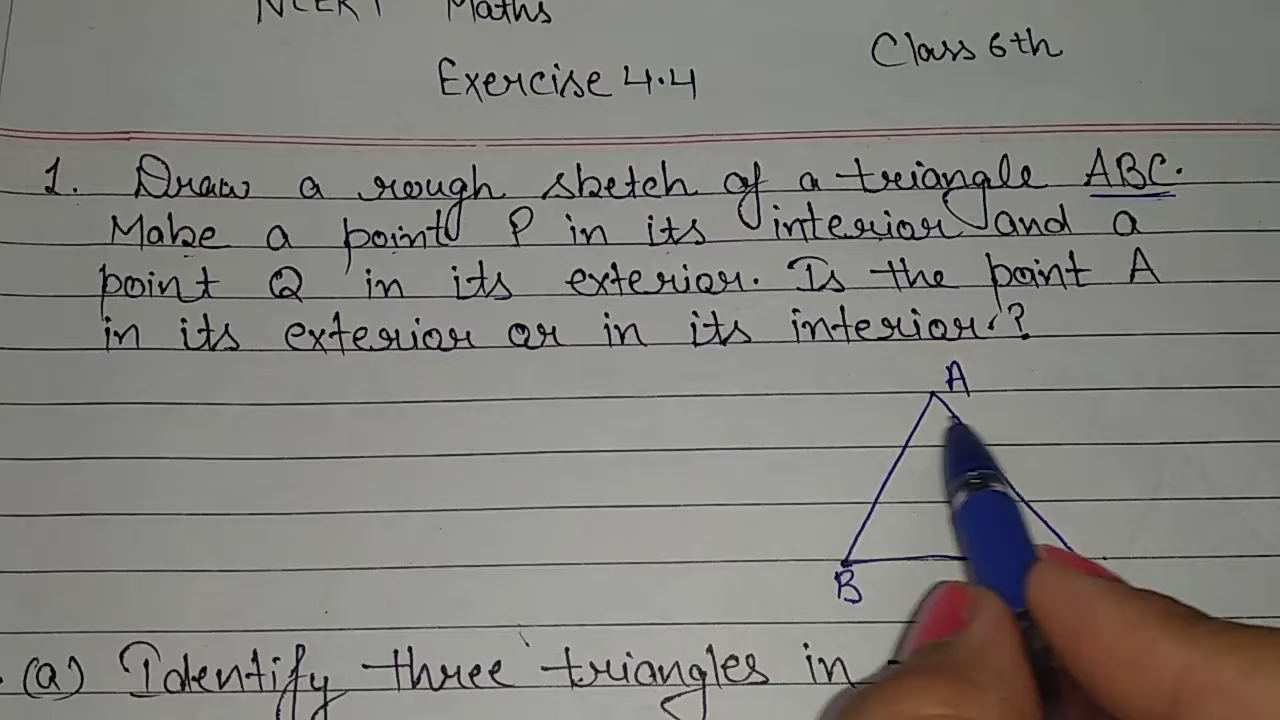 NCERT Maths
Class 6th
Exercise 4.4
1. Draw a rough sketch of a triangle ABC.
Make a point P in its interior and a
point Q in its exterior. Is the point A
in its exterior or in its interior?
A
B
(a) Identify three triangles in